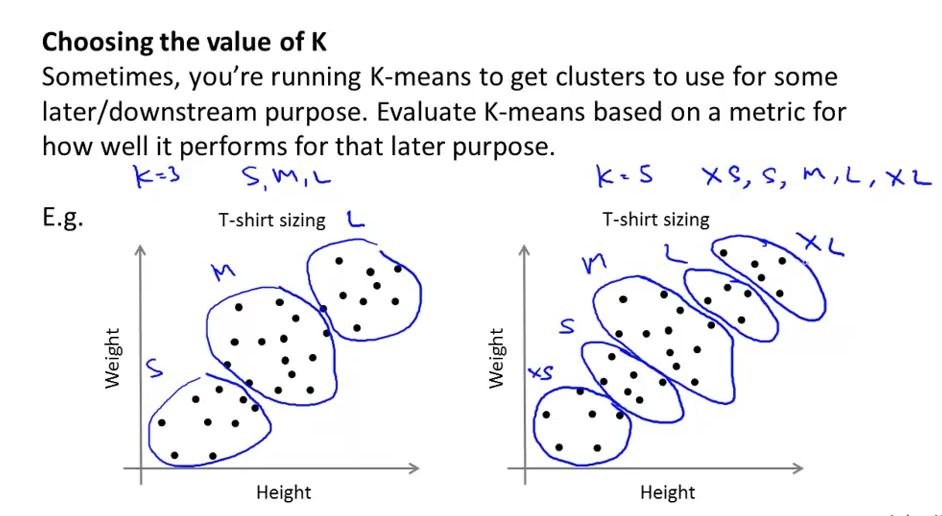 Choosing the value of K
Sometimes, you're running K-means to get clusters to use for some
later/downstream purpose. Evaluate K-means based on a metric for
how well it performs for that later purpose.
K=3 S,M,L K=5 XS, S, M, L, XL
E.g. T-shirt sizing L T-shirt sizing
XL
M
M L
S
S
XS
Weight
Weight
Height Height